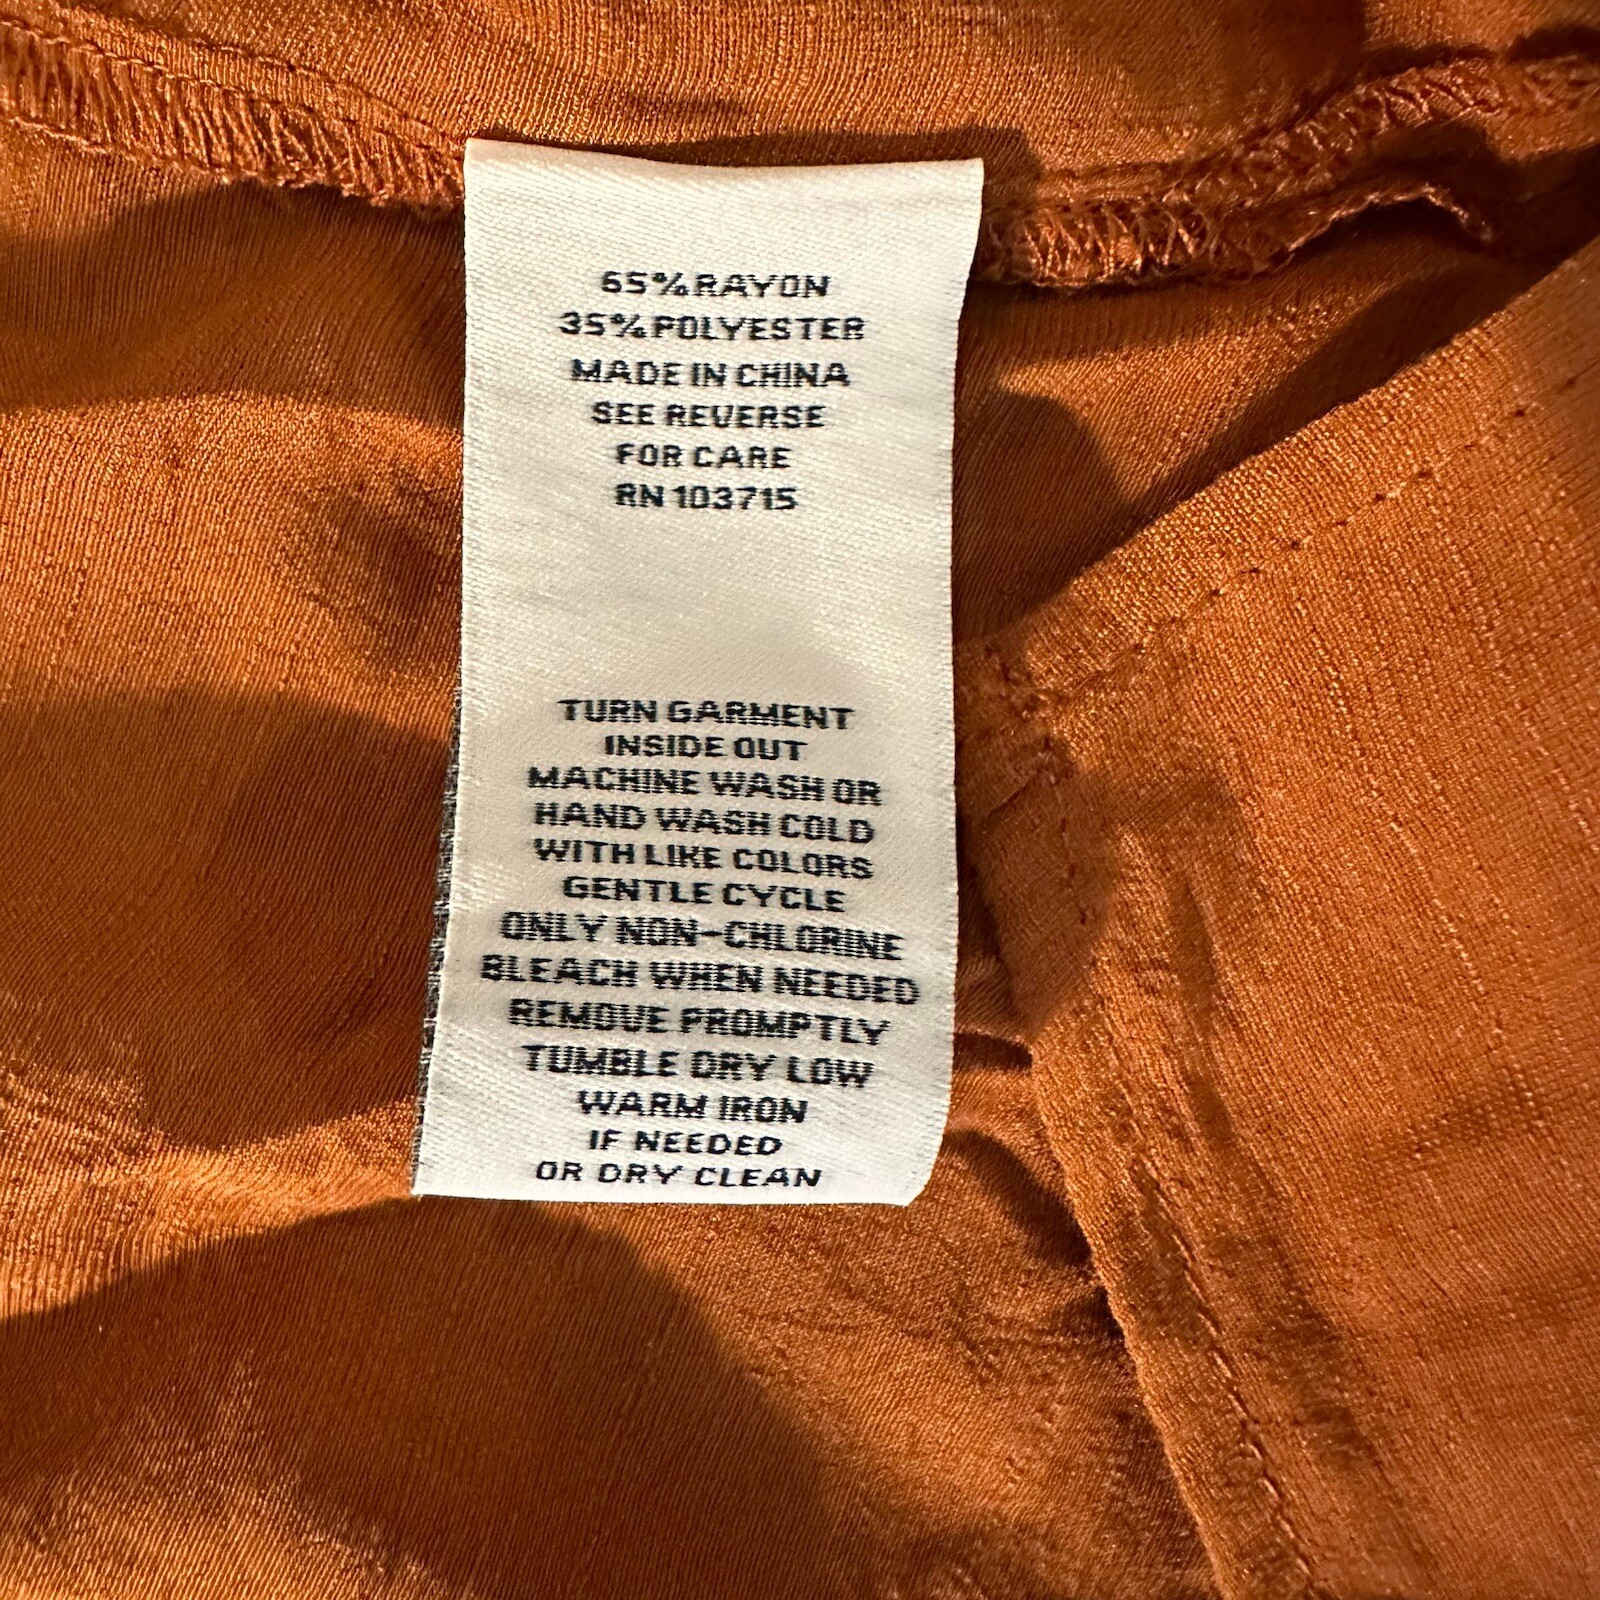 65% RAYON
35% POLYESTER
MADE IN CHINA
SEE REVERSE
FOR CARE
RN 103715
TURN GARMENT
INSIDE OUT
MACHINE WASH OR
HAND WASH COLD
WITH LIKE COLORS
GENTLE CYCLE
ONLY NON-CHLORINE
BLEACH WHEN NEEDED
REMOVE PROMPTLY
TUMBLE DRY LOW
WARM IRON
IF NEEDED
OR DRY CLEAN